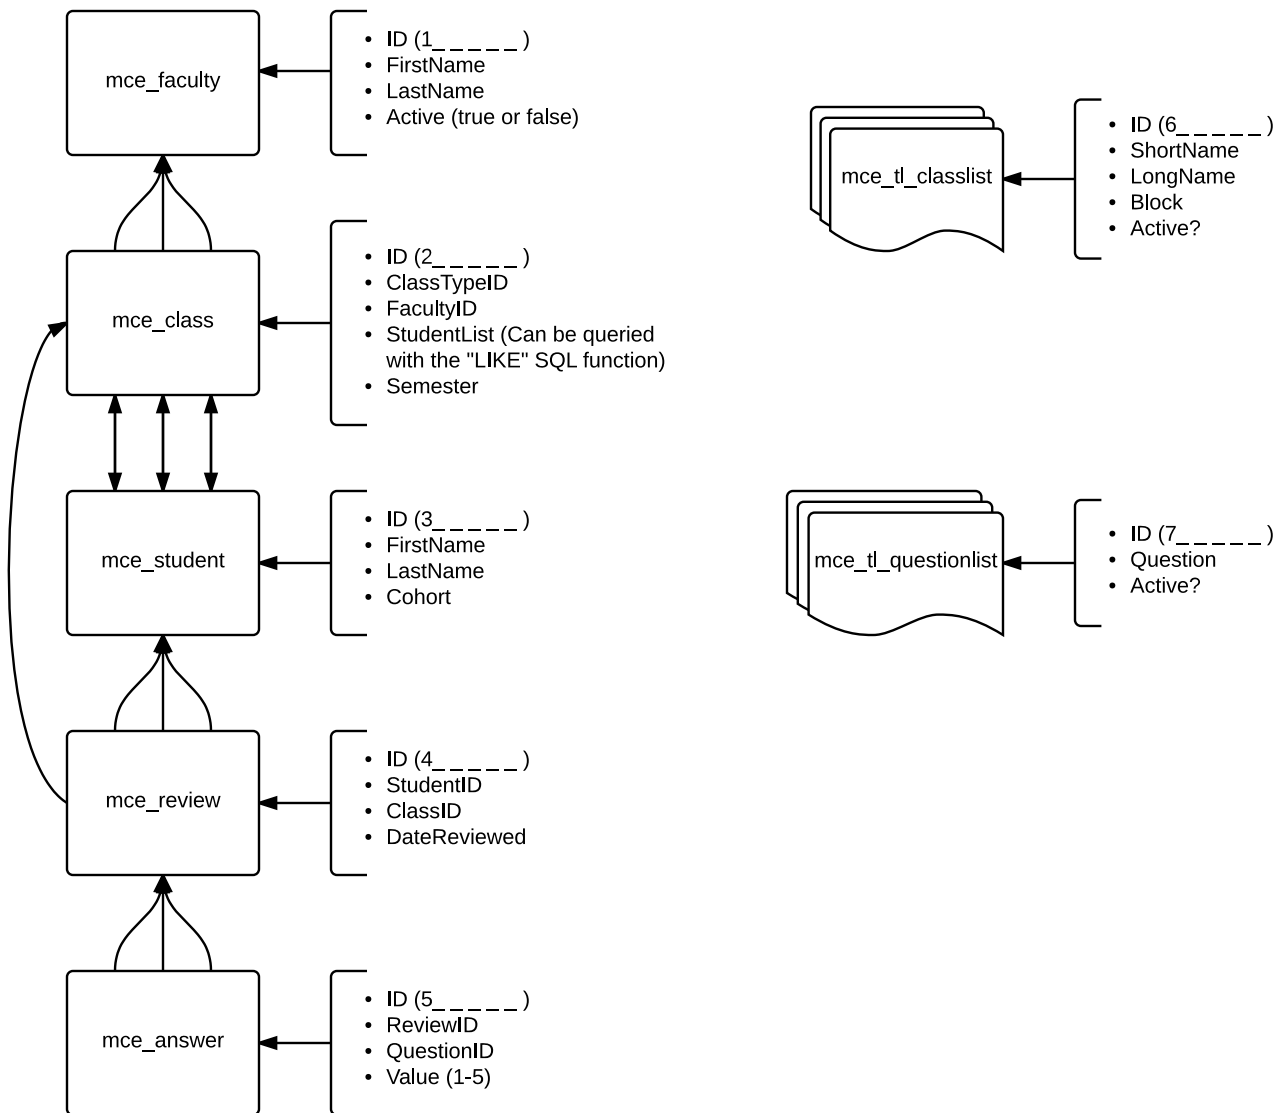 mce_faculty
• ID (1_ _ _ _ _ )
• FirstName
• LastName
• Active (true or false)
mce_tl_classlist
• ID (6_ _ _ _ _ )
• ShortName
• LongName
• Block
• Active?
mce_class
• ID (2_ _ _ _ _ )
• ClassTypeID
• FacultyID
• StudentList (Can be queried
with the "LIKE" SQL function)
• Semester
mce_student
• ID (3_ _ _ _ _ )
• FirstName
• LastName
• Cohort
mce_tl_questionlist
• ID (7_ _ _ _ _ )
• Question
• Active?
mce_review
• ID (4_ _ _ _ _ )
• StudentID
• ClassID
• DateReviewed
mce_answer
• ID (5_ _ _ _ _ )
• ReviewID
• QuestionID
• Value (1-5)